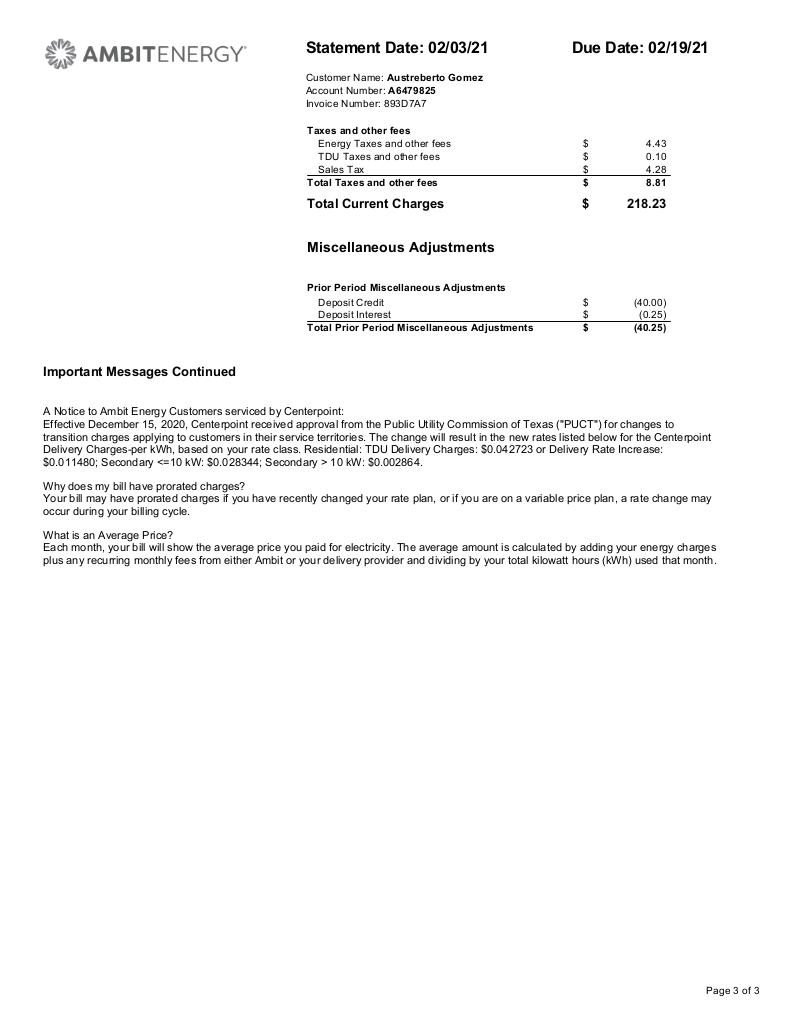 AMBITENERGY
Statement Date: 02/03/21 Due Date: 02/19/21
Customer Name: Austreberto Gomez
Account Number: A6479825
Invoice Number: 893D7A7
Taxes and other fees
Energy Taxes and other fees $ 4.43
TDU Taxes and other fees $ 0.10
Sales Tax $ 4.28
Total Taxes and other fees $ 8.81
Total Current Charges $ 218.23
Miscellaneous Adjustments
Prior Period Miscellaneous Adjustments
Deposit Credit $ (40.00)
Deposit Interest $ (0.25)
Total Prior Period Miscellaneous Adjustments $ (40.25)
Important Messages Continued
A Notice to Ambit Energy Customers serviced by Centerpoint:
Effective December 15, 2020, Centerpoint received approval from the Public Utility Commission of Texas ("PUCT") for changes to
transition charges applying to customers in their service territories. The change will result in the new rates listed below for the Centerpoint
Delivery Charges-per kWh, based on your rate class. Residential: TDU Delivery Charges: $0.042723 or Delivery Rate Increase:
$0.011480; Secondary <=10 kW: $0.028344; Secondary > 10 kW: $0.002864.
Why does my bill have prorated charges?
Your bill may have prorated charges if you have recently changed your rate plan, or if you are on a variable price plan, a rate change may
occur during your billing cycle.
What is an Average Price?
Each month, your bill will show the average price you paid for electricity. The average amount is calculated by adding your energy charges
plus any recurring monthly fees from either Ambit or your delivery provider and dividing by your total kilowatt hours (kWh) used that month.
Page 3 of 3